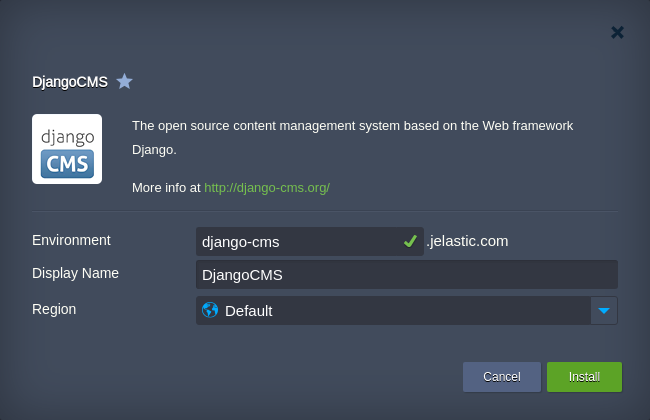 DjangoCMS
django
CMS
The open source content management system based on the Web framework
Django.
More info at http://django-cms.org/
Environment django-cms .jelastic.com
Display Name DjangoCMS
Region Default
Cancel Install